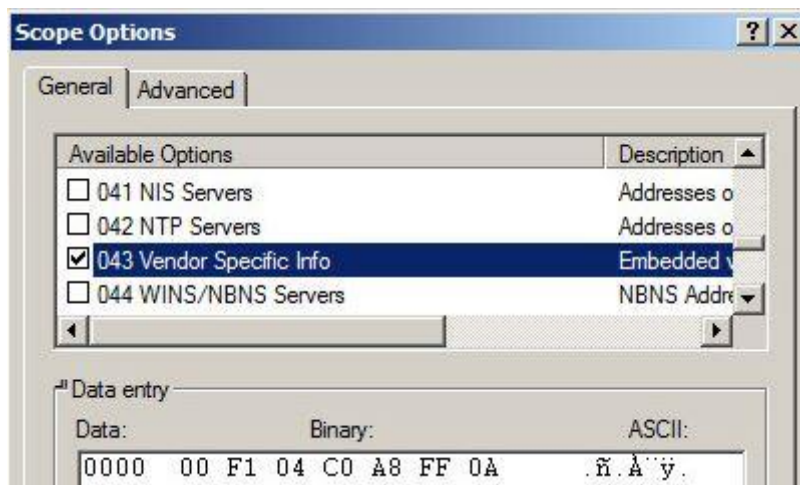 Scope Options
General Advanced
Available Options Description
041 NIS Servers Addresses o
042 NTP Servers Addresses o
043 Vendor Specific Info Embedded v
044 WINS/NBNS Servers NBNS Addre
Data entry
Data: Binary: ASCII:
0000 00 F1 04 C0 A8 FF 0A .ñ.À¨ÿ.